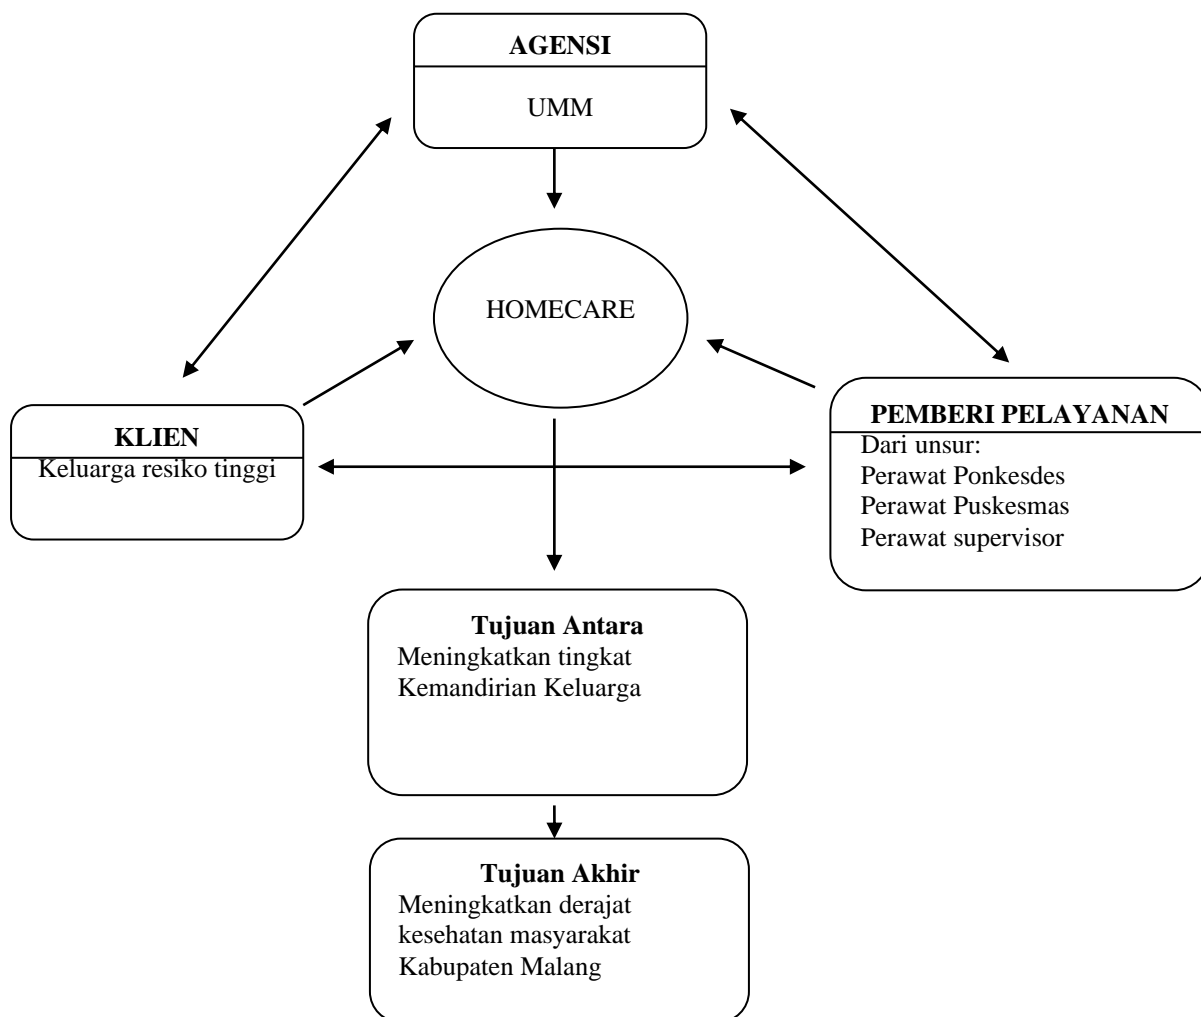 AGENSI
UMM
HOMECARE
KLIEN
Keluarga resiko tinggi
PEMBERI PELAYANAN
Dari unsur:
Perawat Ponkesdes
Perawat Puskesmas
Perawat supervisor
Tujuan Antara
Meningkatkan tingkat
Kemandirian Keluarga
Tujuan Akhir
Meningkatkan derajat
kesehatan masyarakat
Kabupaten Malang